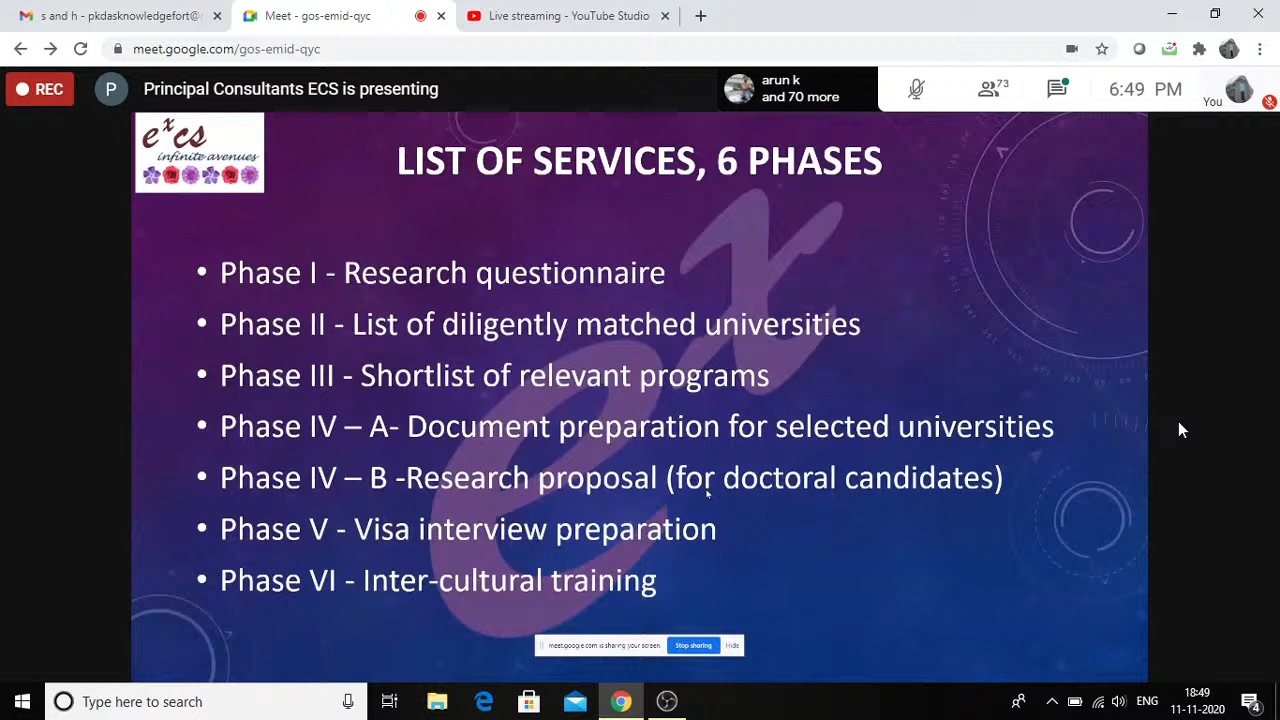 s and h - pkdasknowledgefort@
Meet - gos-emid-qyc
Live streaming - YouTube Studio
meet.google.com/gos-emid-qyc
REC
P
Principal Consultants ECS is presenting
arun k
and 70 more
73
6:49 PM
You
excs
infinite avenues
LIST OF SERVICES, 6 PHASES
• Phase I - Research questionnaire
• Phase II - List of diligently matched universities
• Phase III - Shortlist of relevant programs
• Phase IV – A- Document preparation for selected universities
• Phase IV – B -Research proposal (for doctoral candidates)
• Phase V - Visa interview preparation
• Phase VI - Inter-cultural training
meet.google.com is sharing your screen.
Stop sharing
Hide
Type here to search
ENG
18:49
11-11-2020
4